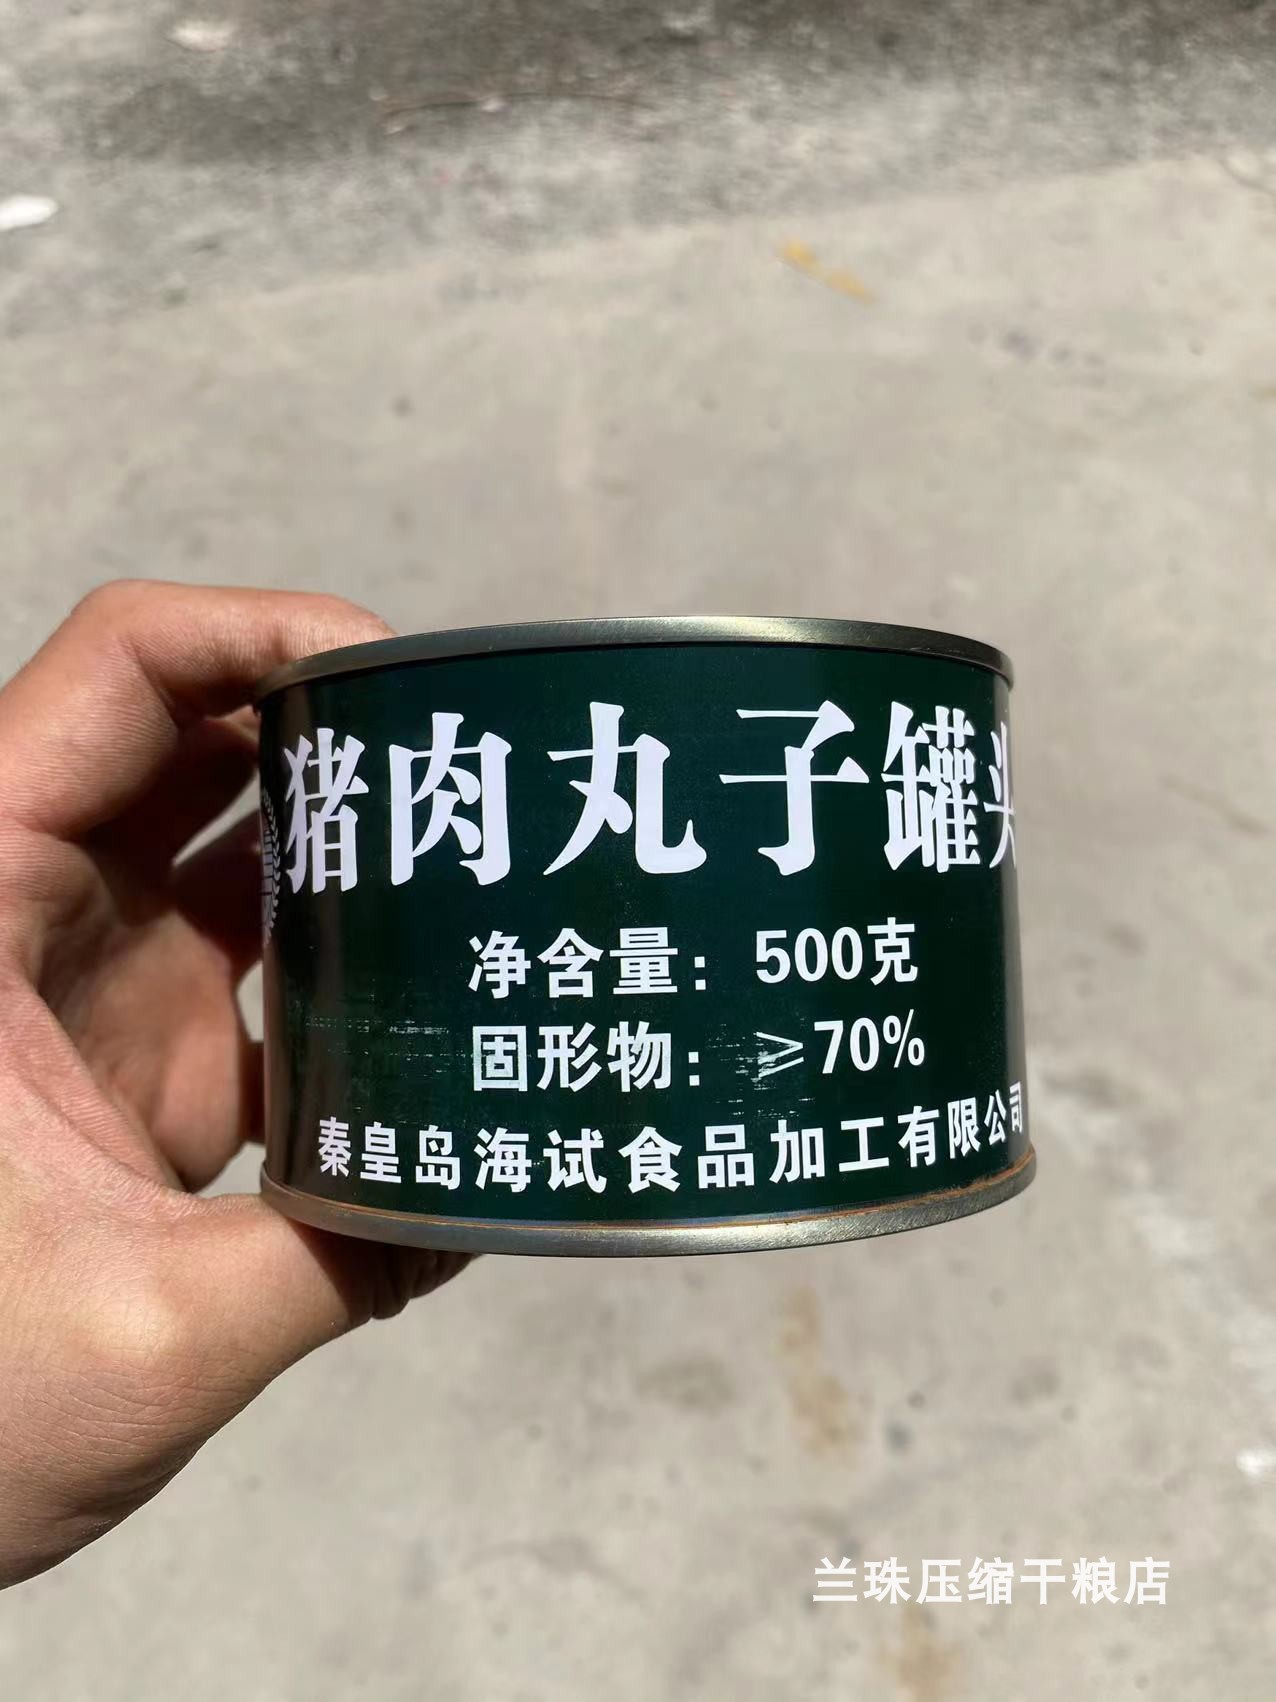 猪肉丸子罐头
净含量：500克
固形物：≥70%
秦皇岛海试食品加工有限公司
兰珠压缩干粮店